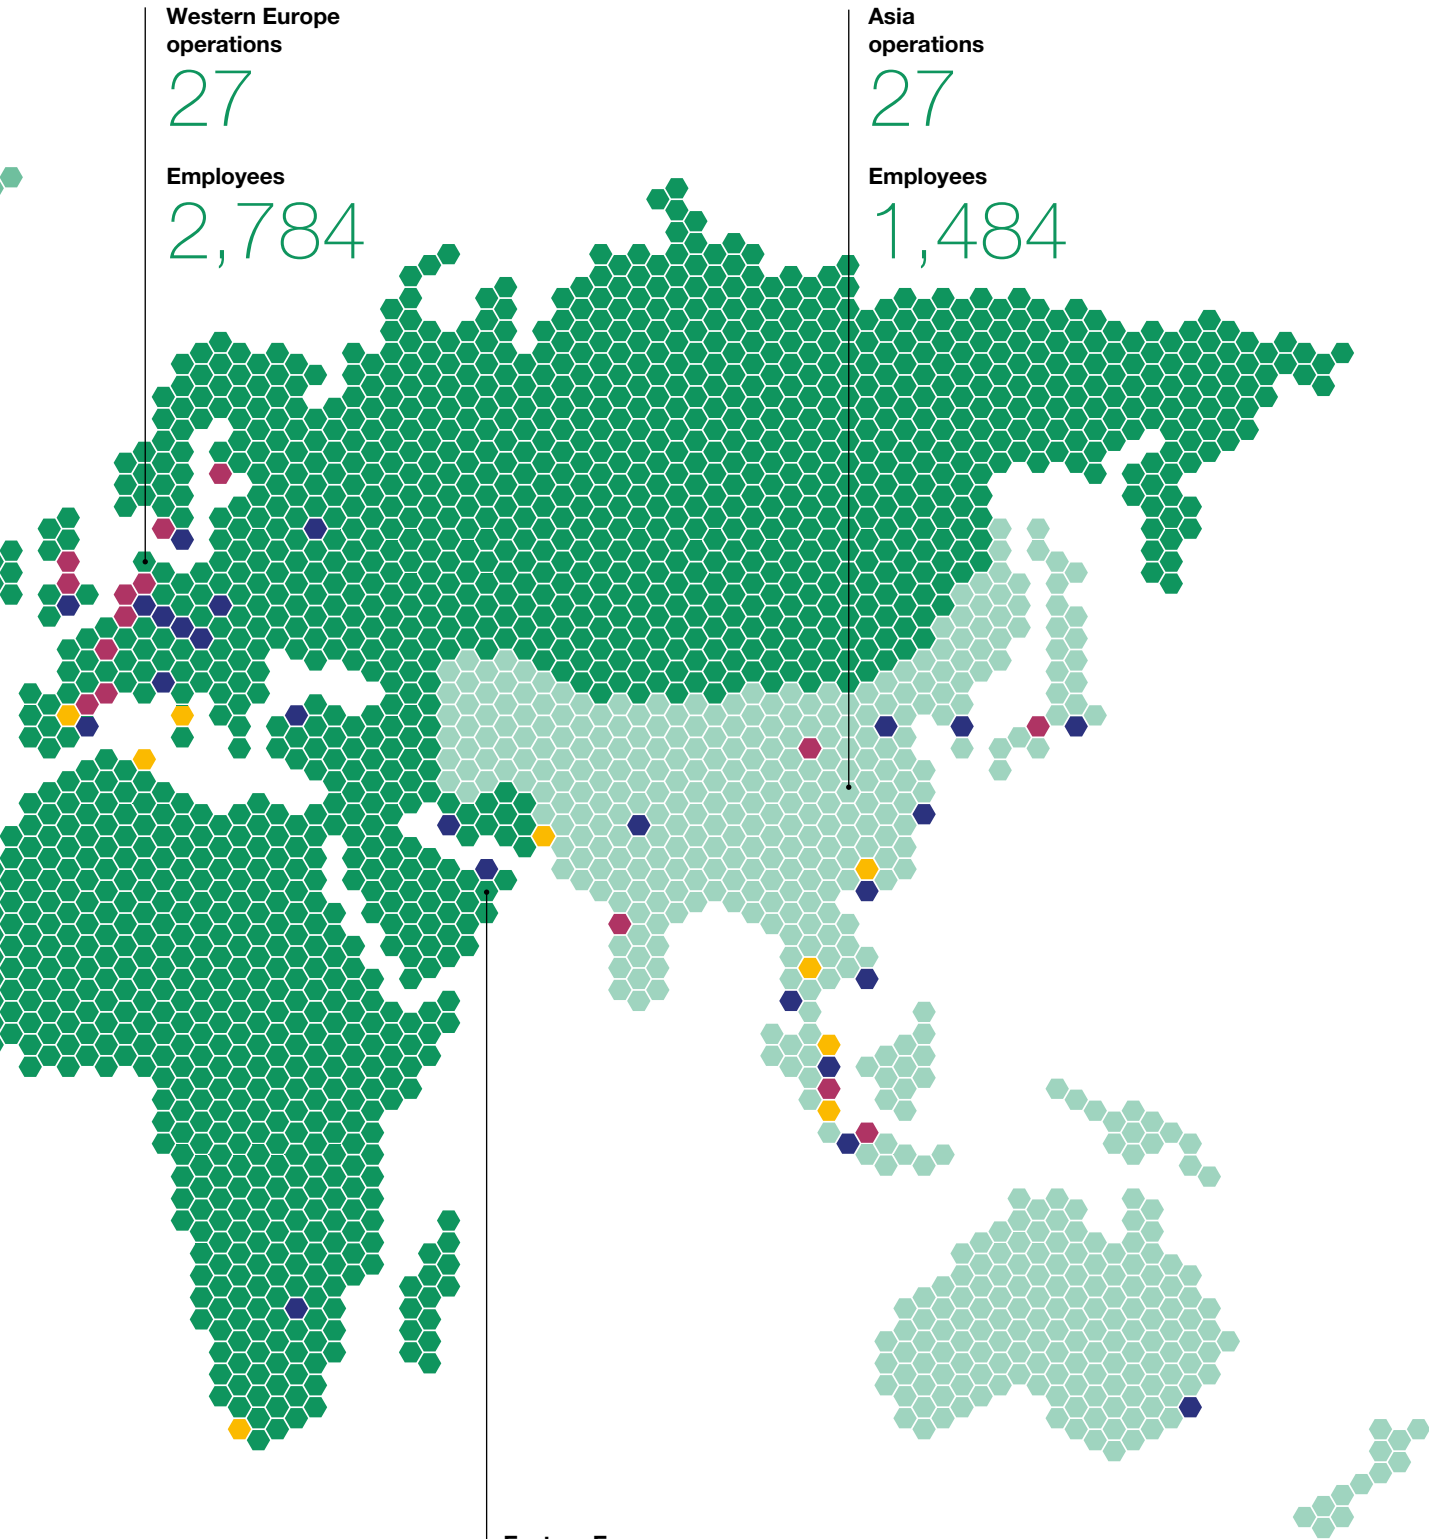 Western Europe
operations
27
Employees
2,784
Asia
operations
27
Employees
1,484